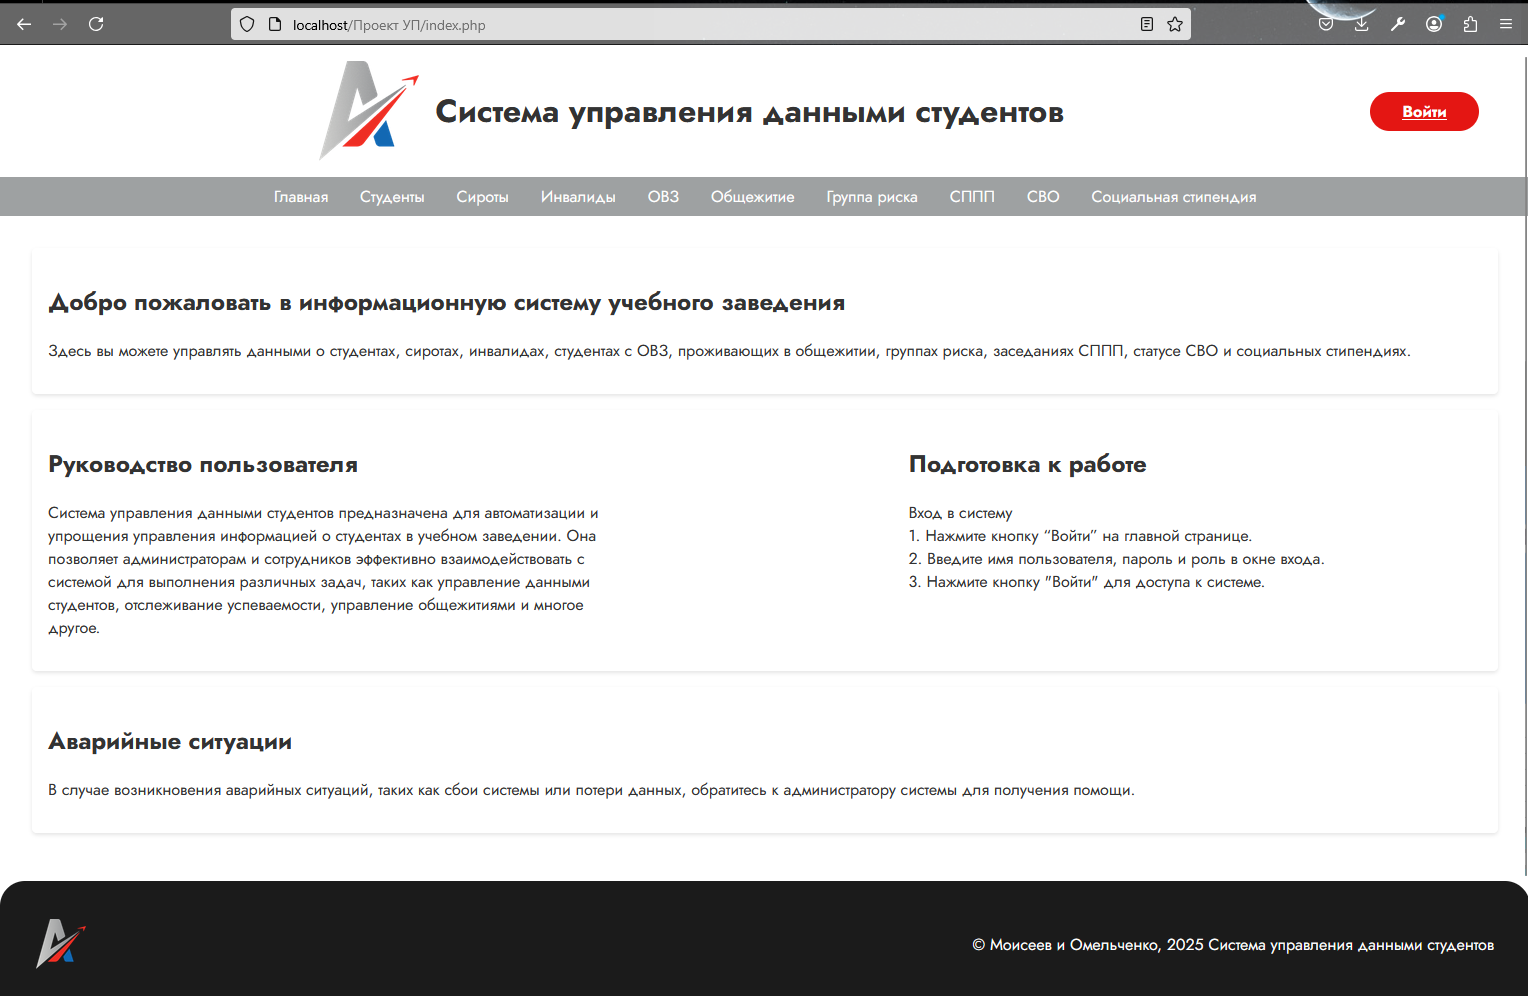 localhost/Проект УП/index.php
Система управления данными студентов
Войти
Главная Студенты Сироты Инвалиды ОВЗ Общежитие Группа риска СППП СВО Социальная стипендия
Добро пожаловать в информационную систему учебного заведения
Здесь вы можете управлять данными о студентах, сиротах, инвалидах, студентах с ОВЗ, проживающих в общежитии, группах риска, заседаниях СППП, статусе СВО и социальных стипендиях.
Руководство пользователя
Система управления данными студентов предназначена для автоматизации и
упрощения управления информацией о студентах в учебном заведении. Она
позволяет администраторам и сотрудников эффективно взаимодействовать с
системой для выполнения различных задач, таких как управление данными
студентов, отслеживание успеваемости, управление общежитиями и многое
другое.
Подготовка к работе
Вход в систему
1. Нажмите кнопку “Войти” на главной странице.
2. Введите имя пользователя, пароль и роль в окне входа.
3. Нажмите кнопку "Войти" для доступа к системе.
Аварийные ситуации
В случае возникновения аварийных ситуаций, таких как сбои системы или потери данных, обратитесь к администратору системы для получения помощи.
© Моисеев и Омельченко, 2025 Система управления данными студентов